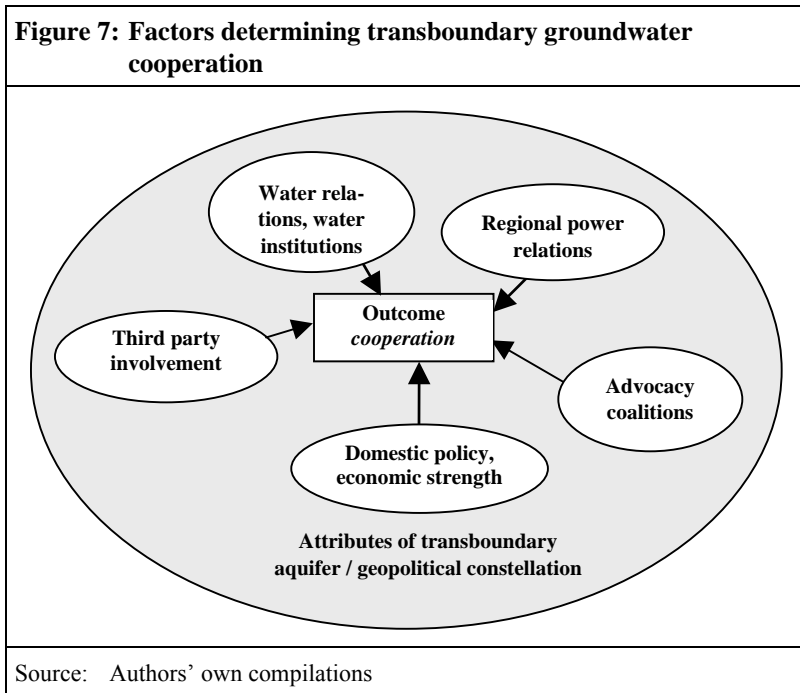 Figure 7: Factors determining transboundary groundwater
cooperation
Water rela-
tions, water
institutions
Regional power
relations
Outcome
cooperation
Third party
involvement
Advocacy
coalitions
Domestic policy,
economic strength
Attributes of transboundary
aquifer / geopolitical constellation
Source: Authors’ own compilations